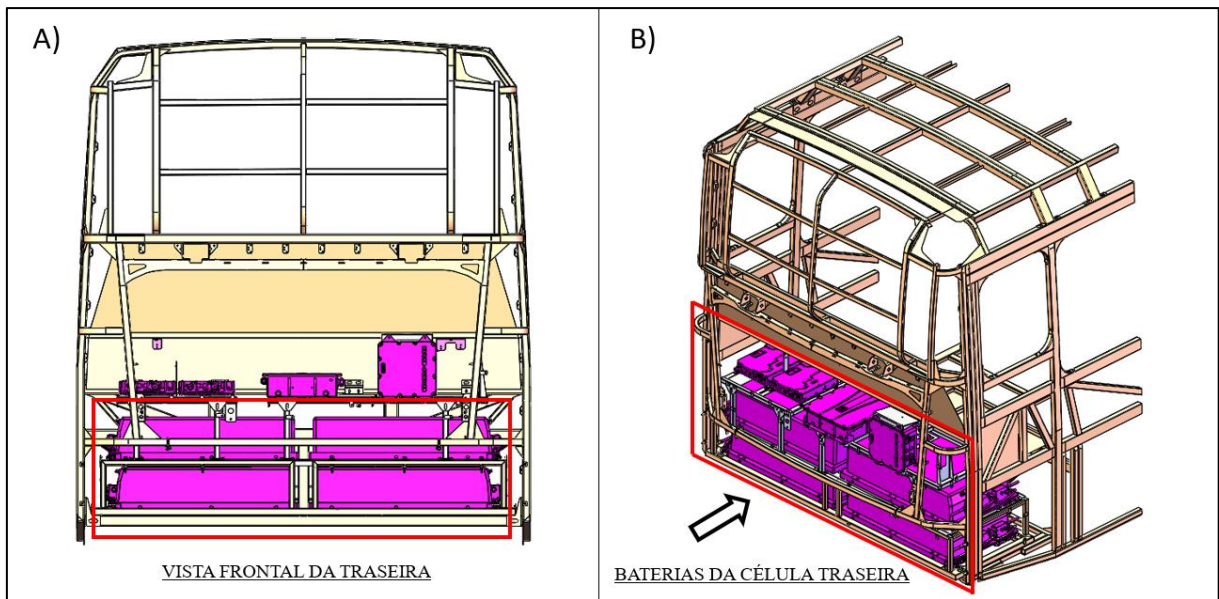 A)
B)
VISTA FRONTAL DA TRASEIRA
BATERIAS DA CÉLULA TRASEIRA